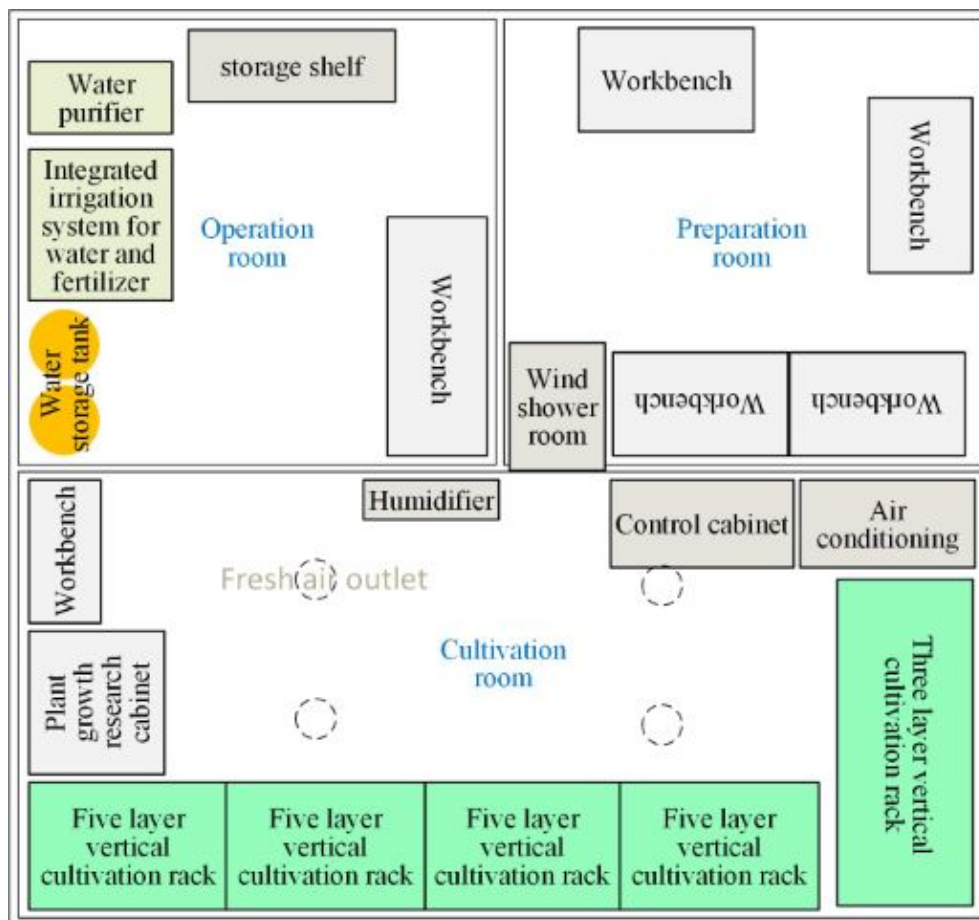 storage shelf
Water
purifier
Integrated
irrigation
system for
water and
fertilizer
Operation
room
Workbench
Water
storage tank
Workbench
Workbench
Preparation
room
Wind
shower
room
Workbench
Workbench
Workbench
Humidifier
Control cabinet
Air
conditioning
Fresh air outlet
Cultivation
room
Plant
growth
research
cabinet
Three layer vertical
cultivation rack
Five layer
vertical
cultivation rack
Five layer
vertical
cultivation rack
Five layer
vertical
cultivation rack
Five layer
vertical
cultivation rack